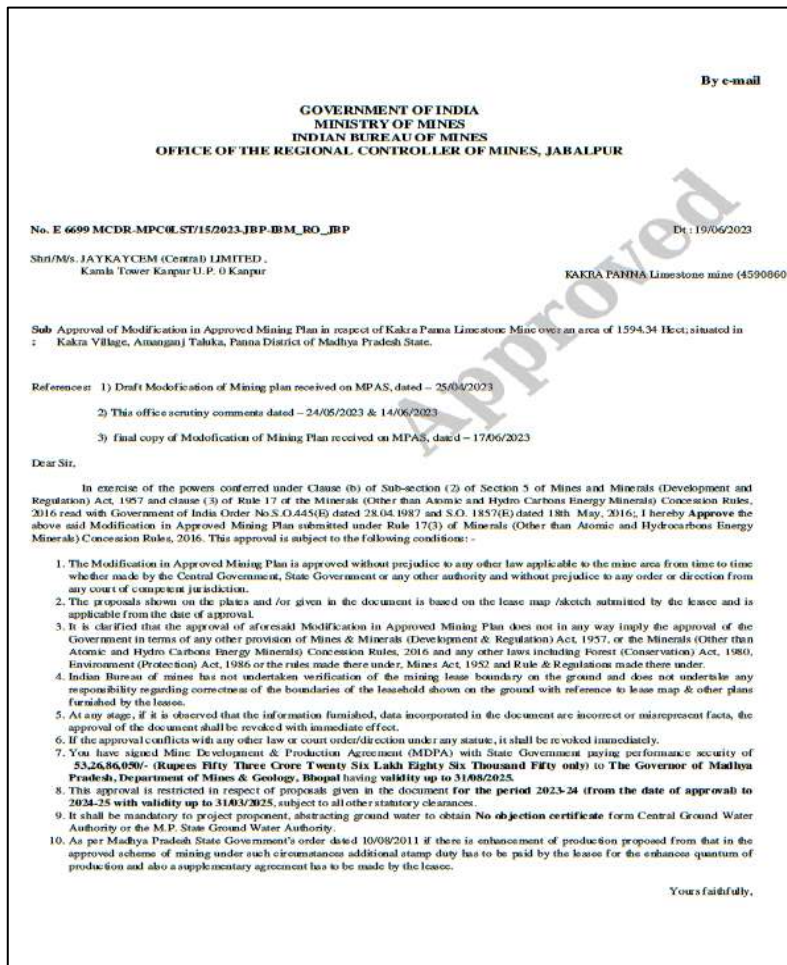 By e-mail
GOVERNMENT OF INDIA
MINISTRY OF MINES
INDIAN BUREAU OF MINES
OFFICE OF THE REGIONAL CONTROLLER OF MINES, JABALPUR
Approved
No. E 6699 MCDR-MPC0LST/15/2023-JBP-IBM_RO_JBP Dt : 19/06/2023
Shri/M/s. JAYKAYCEM (Central) LIMITED .
Kamla Tower Kanpur U.P. 0 Kanpur
KAKRA PANNA Limestone mine (4590860
Sub Approval of Modification in Approved Mining Plan in respect of Kakra Panna Limestone Mine over an area of 1594.34 Hect; situated in
: Kakra Village, Amanganj Taluka, Panna District of Madhya Pradesh State.
References: 1) Draft Modofication of Mining plan received on MPAS, dated – 25/04/2023
2) This office scrutiny comments dated – 24/05/2023 & 14/06/2023
3) final copy of Modofication of Mining Plan received on MPAS, dated – 17/06/2023
Dear Sir,
In exercise of the powers conferred under Clause (b) of Sub-section (2) of Section 5 of Mines and Minerals (Development and
Regulation) Act, 1957 and clause (3) of Rule 17 of the Minerals (Other than Atomic and Hydro Carbons Energy Minerals) Concession Rules,
2016 read with Government of India Order No.S.O.445(E) dated 28.04.1987 and S.O. 1857(E) dated 18th May, 2016;, I hereby Approve the
above said Modification in Approved Mining Plan submitted under Rule 17(3) of Minerals (Other than Atomic and Hydrocarbons Energy
Minerals) Concession Rules, 2016. This approval is subject to the following conditions: -
1. The Modification in Approved Mining Plan is approved without prejudice to any other law applicable to the mine area from time to time
whether made by the Central Government, State Government or any other authority and without prejudice to any order or direction from
any court of competent jurisdiction.
2. The proposals shown on the plates and /or given in the document is based on the lease map /sketch submitted by the lessee and is
applicable from the date of approval.
3. It is clarified that the approval of aforesaid Modification in Approved Mining Plan does not in any way imply the approval of the
Government in terms of any other provision of Mines & Minerals (Development & Regulation) Act, 1957, or the Minerals (Other than
Atomic and Hydro Carbons Energy Minerals) Concession Rules, 2016 and any other laws including Forest (Conservation) Act, 1980,
Environment (Protection) Act, 1986 or the rules made there under, Mines Act, 1952 and Rule & Regulations made there under.
4. Indian Bureau of mines has not undertaken verification of the mining lease boundary on the ground and does not undertake any
responsibility regarding correctness of the boundaries of the leasehold shown on the ground with reference to lease map & other plans
furnished by the lessee.
5. At any stage, if it is observed that the information furnished, data incorporated in the document are incorrect or misrepresent facts, the
approval of the document shall be revoked with immediate effect.
6. If the approval conflicts with any other law or court order/direction under any statute, it shall be revoked immediately.
7. You have signed Mine Development & Production Agreement (MDPA) with State Government paying performance security of
53,26,86,050/- (Rupees Fifty Three Crore Twenty Six Lakh Eighty Six Thousand Fifty only) to The Governor of Madhya
Pradesh, Department of Mines & Geology, Bhopal having validity up to 31/08/2025.
8. This approval is restricted in respect of proposals given in the document for the period 2023-24 (from the date of approval) to
2024-25 with validity up to 31/03/2025, subject to all other statutory clearances.
9. It shall be mandatory to project proponent, abstracting ground water to obtain No objection certificate form Central Ground Water
Authority or the M.P. State Ground Water Authority.
10. As per Madhya Pradesh State Government's order dated 10/08/2011 if there is enhancement of production proposed from that in the
approved scheme of mining under such circumstances additional stamp duty has to be paid by the lessee for the enhances quantum of
production and also a supplementary agreement has to be made by the lessee.
Yours faithfully,